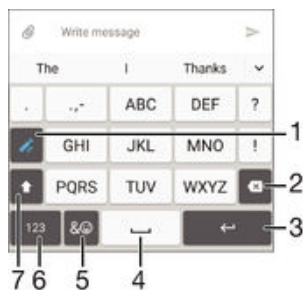 Write message
The I Thanks
. .,- ABC DEF ?
GHI JKL MNO ! 1
PQRS TUV WXYZ 2
123 &☺ 3
7 6 5 4